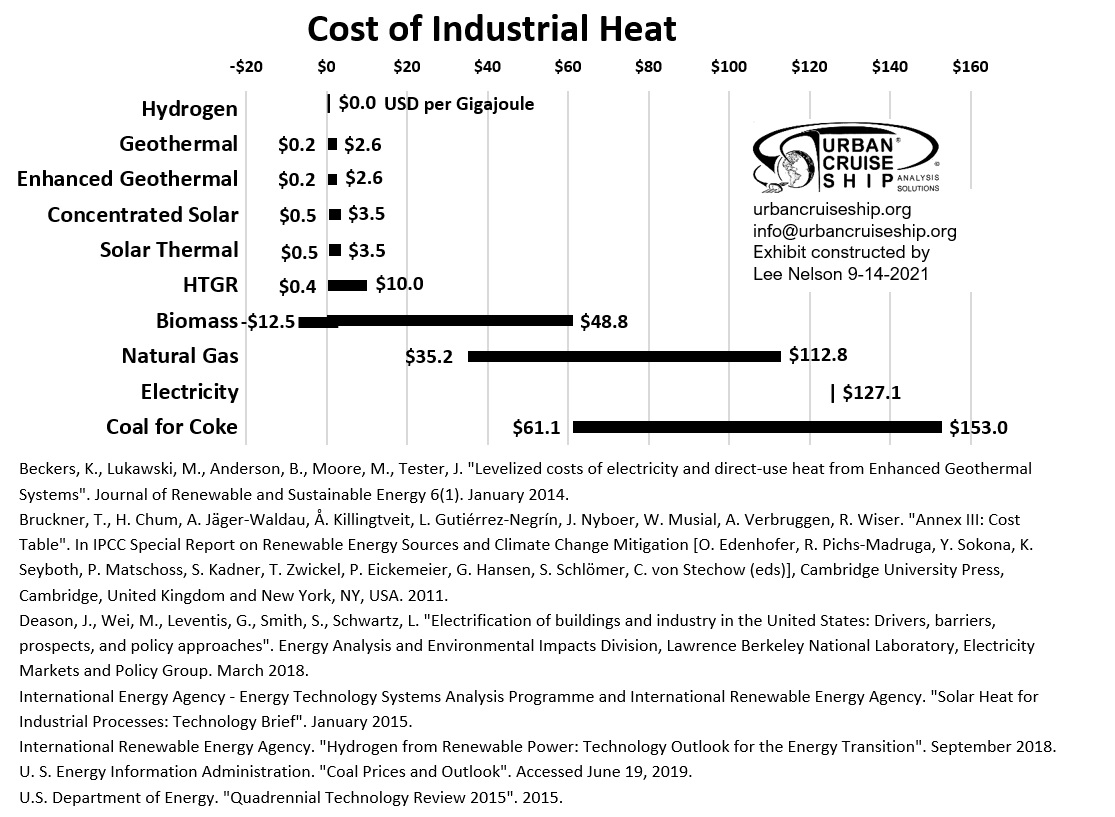 Cost of Industrial Heat
-$20 $0 $20 $40 $60 $80 $100 $120 $140 $160
Hydrogen $0.0 USD per Gigajoule
Geothermal $0.2 $2.6
Enhanced Geothermal $0.2 $2.6
Concentrated Solar $0.5 $3.5
Solar Thermal $0.5 $3.5
HTGR $0.4 $10.0
Biomass -$12.5 $48.8
Natural Gas $35.2 $112.8
Electricity $127.1
Coal for Coke $61.1 $153.0
URBAN®
CRUISE
SHIP ANALYSIS SOLUTIONS ©
urbancruiseship.org
info@urbancruiseship.org
Exhibit constructed by
Lee Nelson 9-14-2021
Beckers, K., Lukawski, M., Anderson, B., Moore, M., Tester, J. "Levelized costs of electricity and direct-use heat from Enhanced Geothermal
Systems". Journal of Renewable and Sustainable Energy 6(1). January 2014.
Bruckner, T., H. Chum, A. Jäger-Waldau, Å. Killingtveit, L. Gutiérrez-Negrín, J. Nyboer, W. Musial, A. Verbruggen, R. Wiser. "Annex III: Cost
Table". In IPCC Special Report on Renewable Energy Sources and Climate Change Mitigation [O. Edenhofer, R. Pichs-Madruga, Y. Sokona, K.
Seyboth, P. Matschoss, S. Kadner, T. Zwickel, P. Eickemeier, G. Hansen, S. Schlömer, C. von Stechow (eds)], Cambridge University Press,
Cambridge, United Kingdom and New York, NY, USA. 2011.
Deason, J., Wei, M., Leventis, G., Smith, S., Schwartz, L. "Electrification of buildings and industry in the United States: Drivers, barriers,
prospects, and policy approaches". Energy Analysis and Environmental Impacts Division, Lawrence Berkeley National Laboratory, Electricity
Markets and Policy Group. March 2018.
International Energy Agency - Energy Technology Systems Analysis Programme and International Renewable Energy Agency. "Solar Heat for
Industrial Processes: Technology Brief". January 2015.
International Renewable Energy Agency. "Hydrogen from Renewable Power: Technology Outlook for the Energy Transition". September 2018.
U. S. Energy Information Administration. "Coal Prices and Outlook". Accessed June 19, 2019.
U.S. Department of Energy. "Quadrennial Technology Review 2015". 2015.